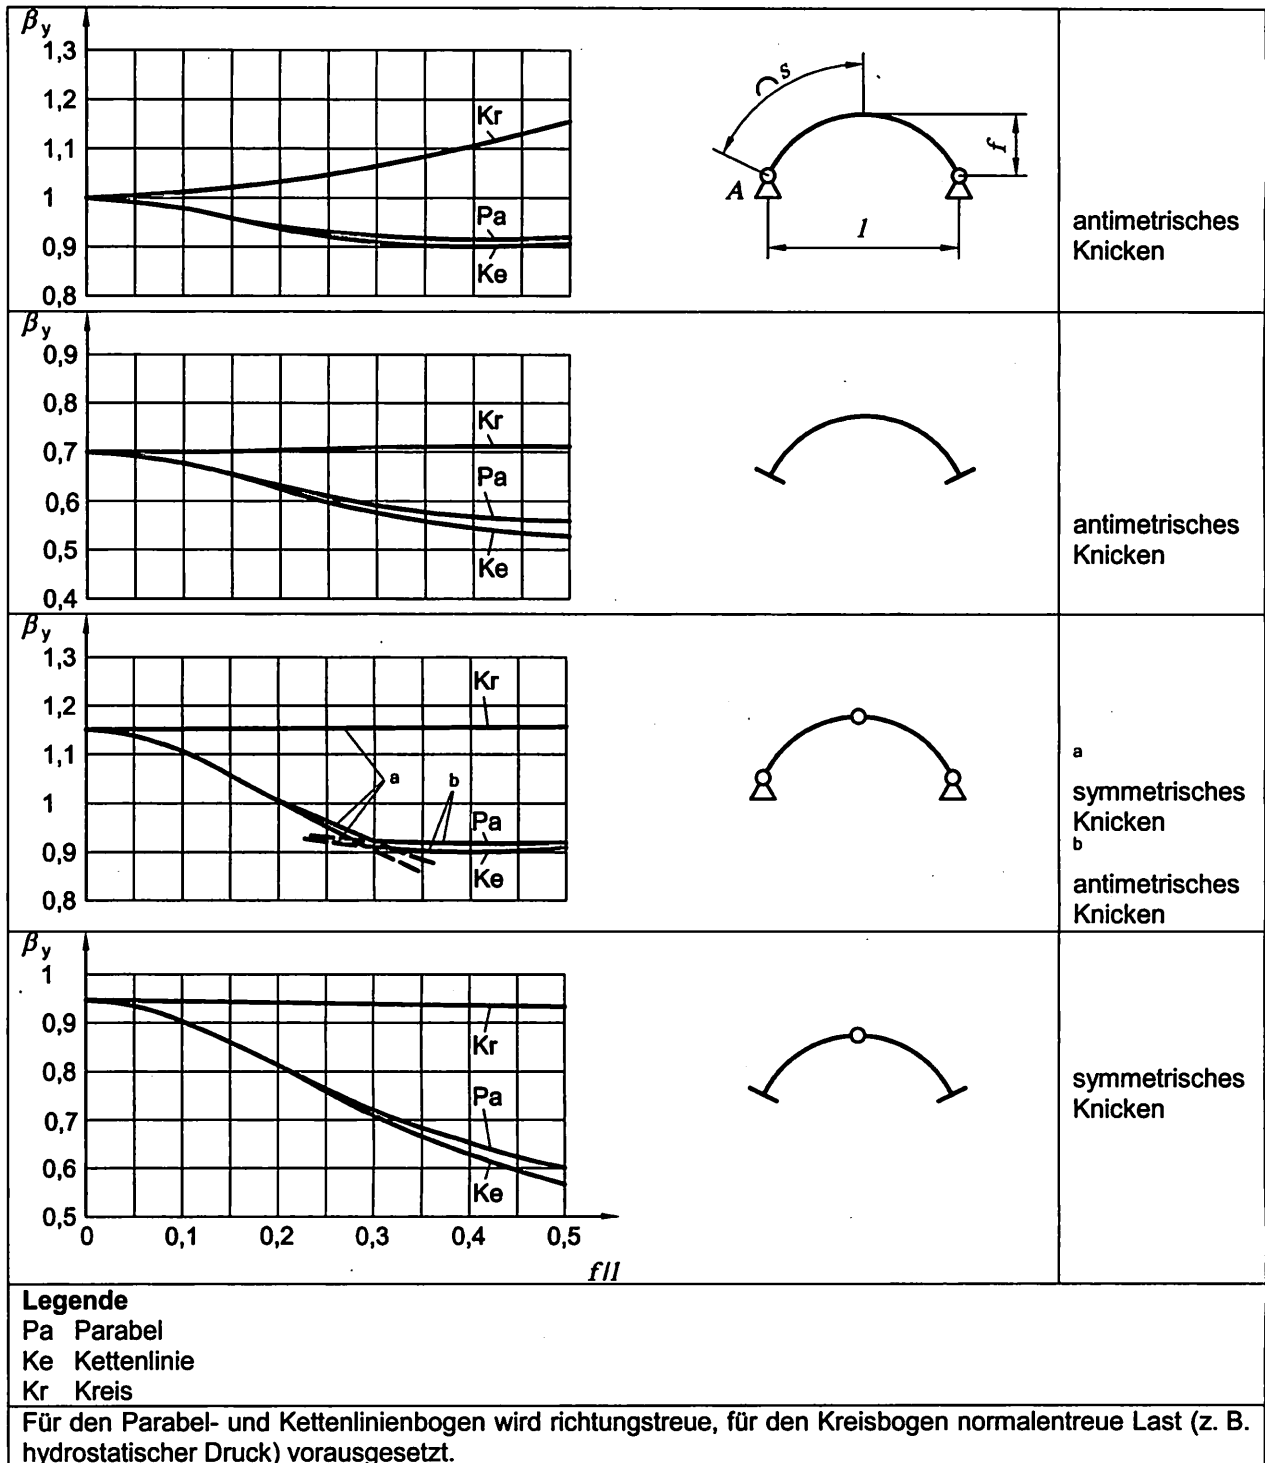 βy
1,3
1,2
1,1
1
0,9
0,8
Kr
Pa
Ke
s
f
A
l
antimetrisches
Knicken
βy
0,9
0,8
0,7
0,6
0,5
0,4
Kr
Pa
Ke
antimetrisches
Knicken
βy
1,3
1,2
1,1
1
0,9
0,8
Kr
a
b
Pa
Ke
a
symmetrisches
Knicken
b
antimetrisches
Knicken
βy
1
0,9
0,8
0,7
0,6
0,5
Kr
Pa
Ke
0 0,1 0,2 0,3 0,4 0,5
f/l
symmetrisches
Knicken
Legende
Pa Parabel
Ke Kettenlinie
Kr Kreis
Für den Parabel- und Kettenlinienbogen wird richtungstreue, für den Kreisbogen normalentreue Last (z. B.
hydrostatischer Druck) vorausgesetzt.